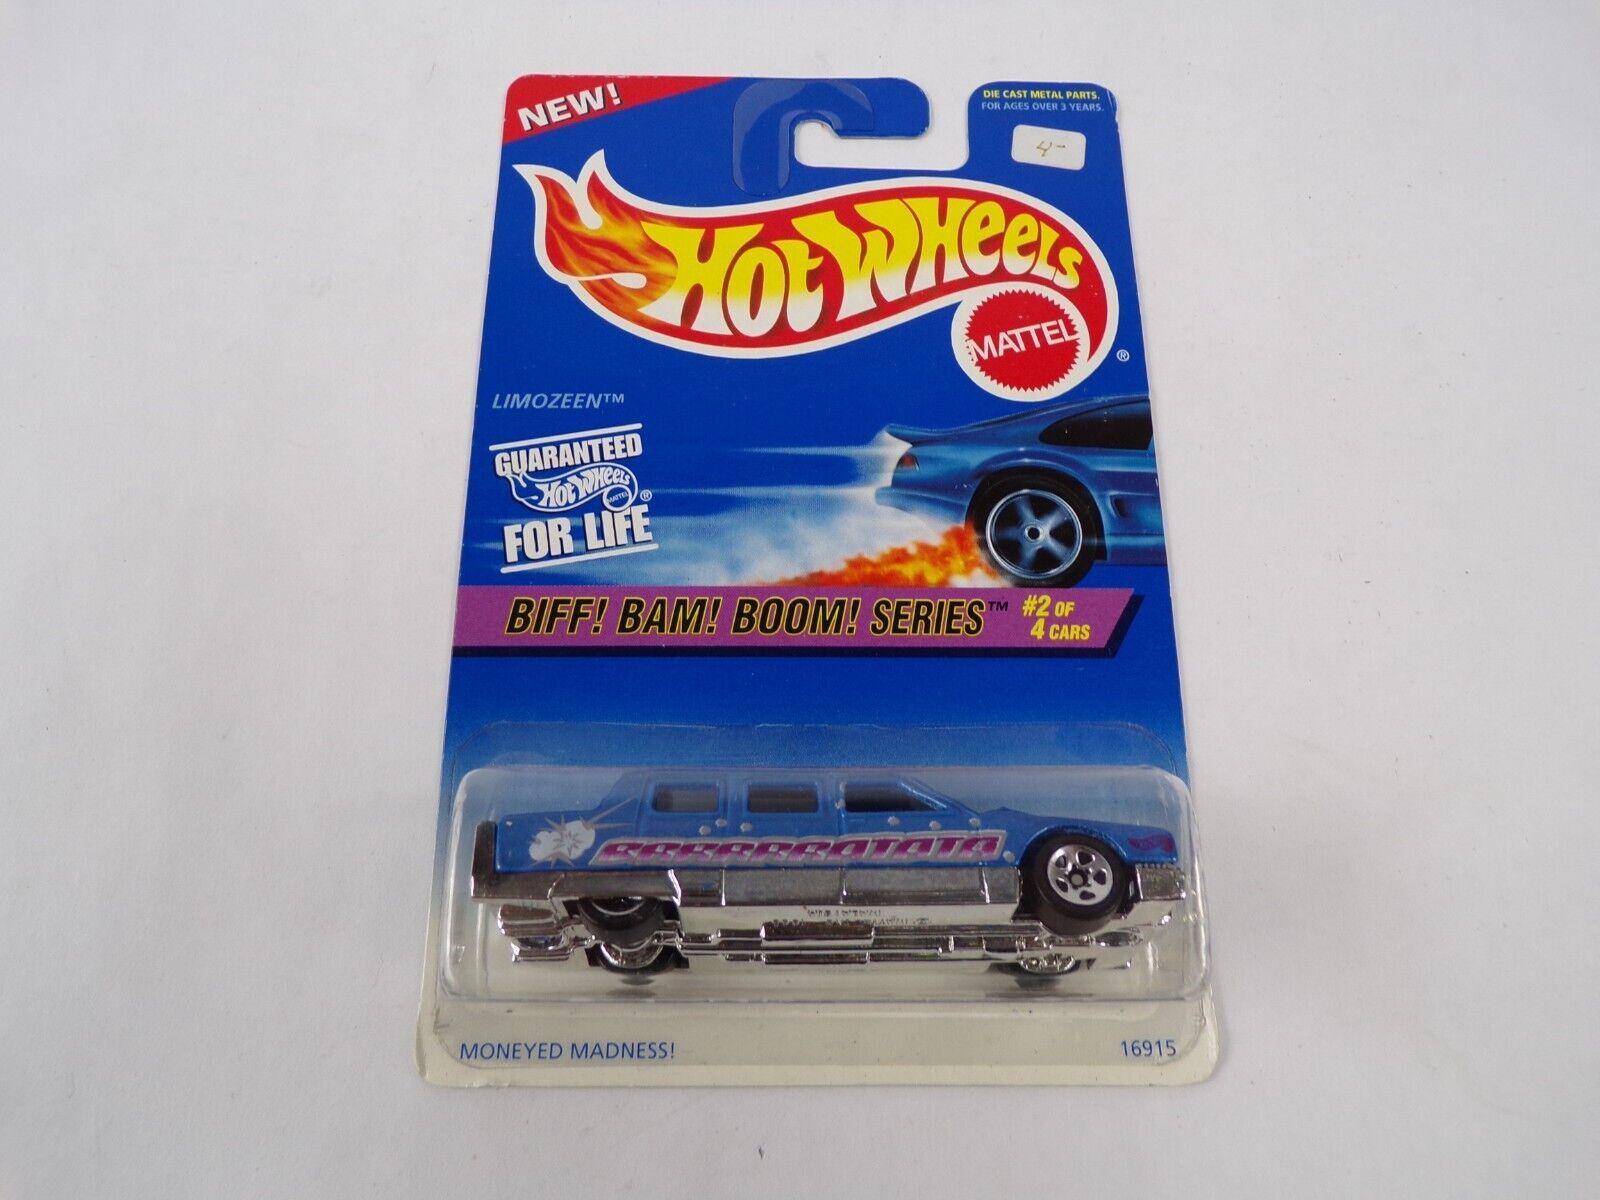 NEW!
DIE CAST METAL PARTS.
FOR AGES OVER 3 YEARS.
4-
HOT WHEELS
MATTEL
®
LIMOZEEN™
GUARANTEED
HOT WHEELS
MATTEL
®
FOR LIFE
BIFF! BAM! BOOM! SERIES™
#2 OF
4 CARS
MONEYED MADNESS!
16915